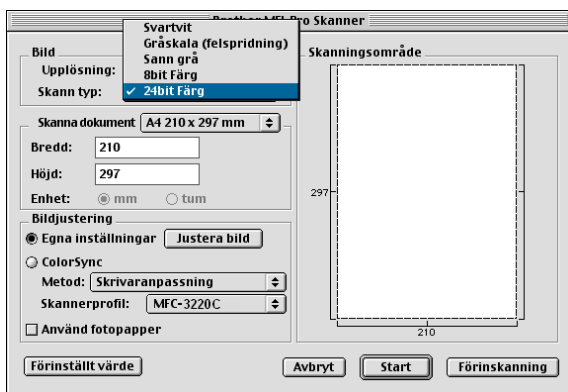 Brother MFL Pro Skanner
Svartvit
Gråskala (felspridning)
Sann grå
8bit Färg
✓ 24bit Färg
Bild
Upplösning:
Skann typ:
Skanna dokument A4 210 x 297 mm
Bredd: 210
Höjd: 297
Enhet: mm tum
Bildjustering
Egna inställningar Justera bild
ColorSync
Metod: Skrivaranpassning
Skannerprofil: MFC-3220C
Använd fotopapper
Skanningsområde
297
210
Förinställt värde
Avbryt Start Förinskanning